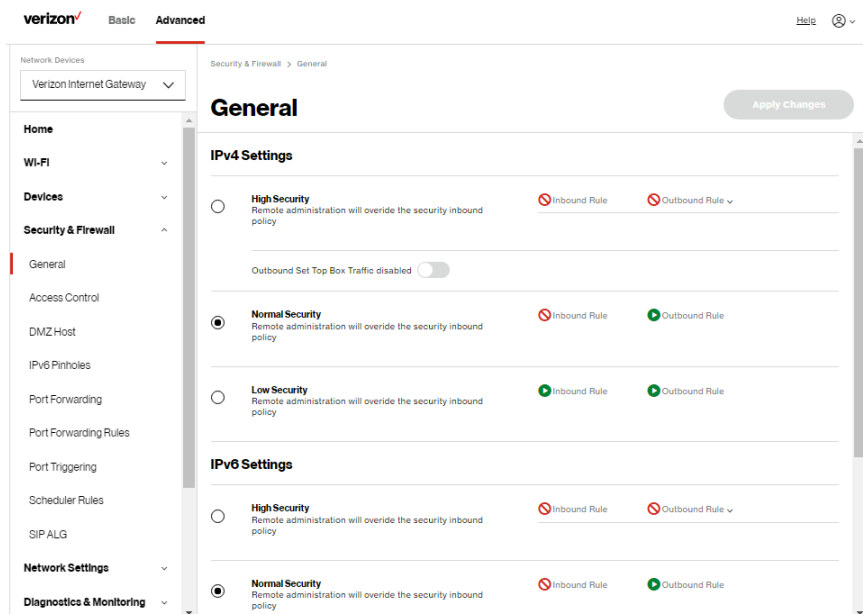 verizon Basic Advanced Help
Network Devices
Verizon Internet Gateway
Home
Wi-Fi
Devices
Security & Firewall
General
Access Control
DMZ Host
IPv6 Pinholes
Port Forwarding
Port Forwarding Rules
Port Triggering
Scheduler Rules
SIP ALG
Network Settings
Diagnostics & Monitoring
Security & Firewall > General
General
Apply Changes
IPv4 Settings
High Security
Remote administration will overide the security inbound
policy
Inbound Rule Outbound Rule
Outbound Set Top Box Traffic disabled
Normal Security
Remote administration will overide the security inbound
policy
Inbound Rule Outbound Rule
Low Security
Remote administration will overide the security inbound
policy
Inbound Rule Outbound Rule
IPv6 Settings
High Security
Remote administration will overide the security inbound
policy
Inbound Rule Outbound Rule
Normal Security
Remote administration will overide the security inbound
policy
Inbound Rule Outbound Rule